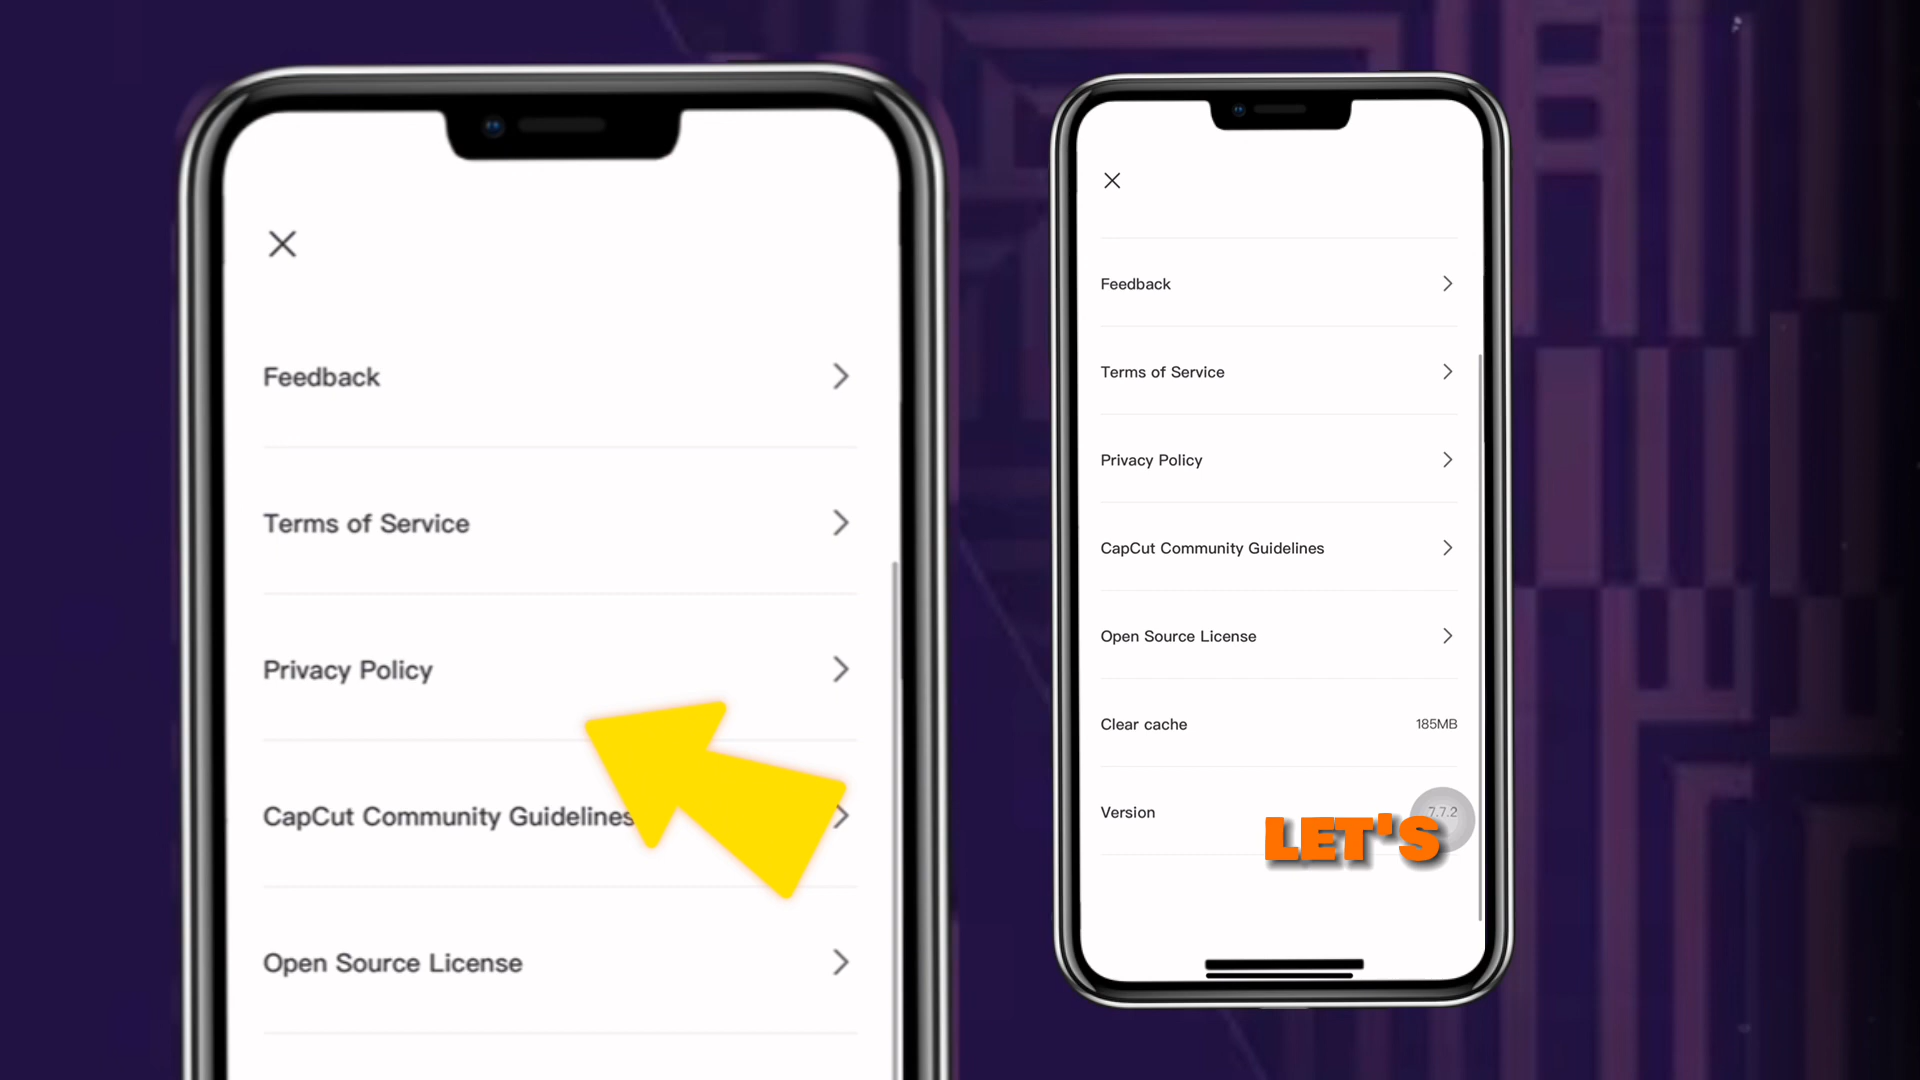 Feedback
Terms of Service
Privacy Policy
CapCut Community Guidelines
Open Source License
Feedback
Terms of Service
Privacy Policy
CapCut Community Guidelines
Open Source License
Clear cache 185MB
Version 7.7.2
LET'S